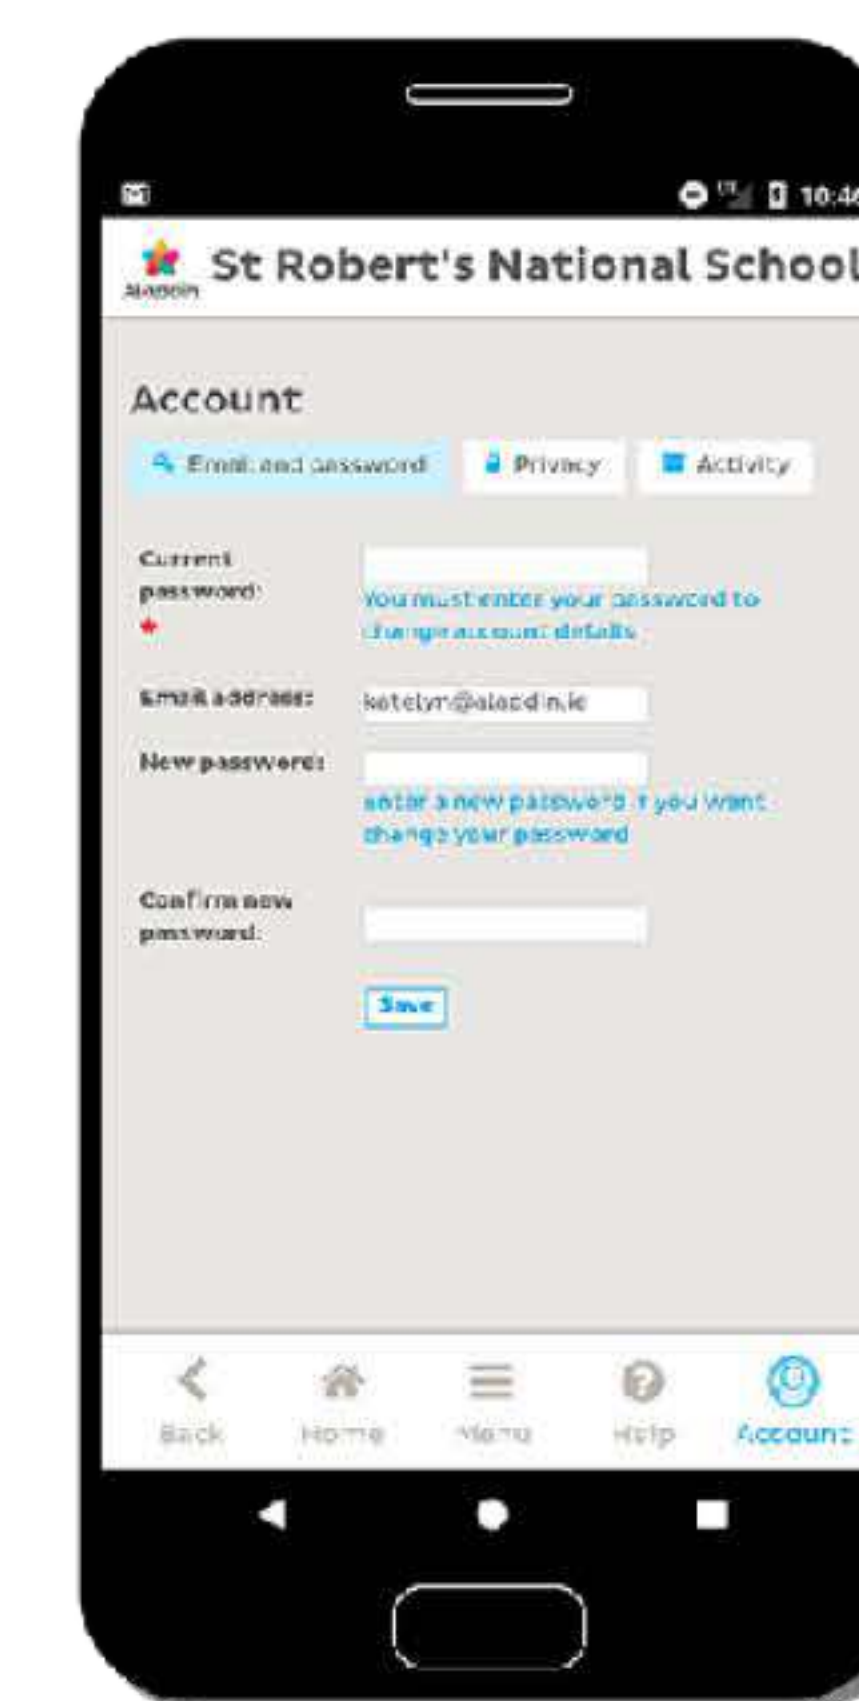 10:46
Aladdin
St Robert's National School
Account
Email and password
Privacy
Activity
Current
password:
*
You must enter your password to
change account details
Email address:
katelyn@aladdin.ie
New password:
enter a new password if you want
change your password
Confirm new
password:
Save
Back
Home
Menu
Help
Account